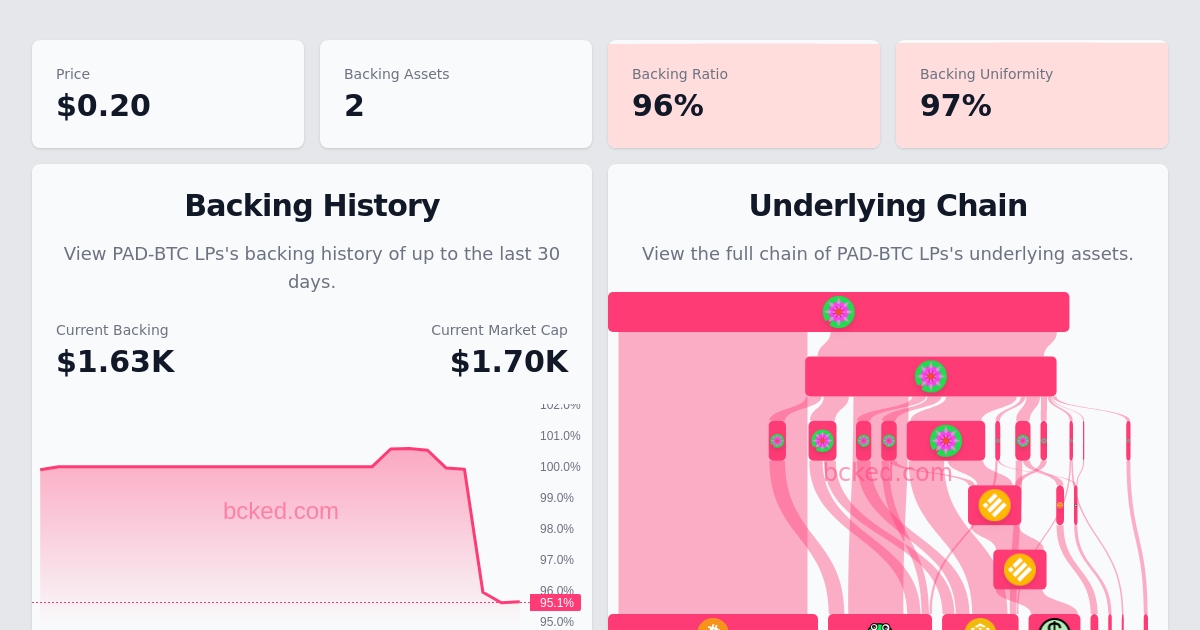 Price
$0.20
Backing Assets
2
Backing Ratio
96%
Backing Uniformity
97%
Backing History
View PAD-BTC LPs's backing history of up to the last 30
days.
Current Backing
$1.63K
Current Market Cap
$1.70K
102.0%
101.0%
100.0%
99.0%
98.0%
97.0%
96.0%
95.1%
95.0%
bcked.com
Underlying Chain
View the full chain of PAD-BTC LPs's underlying assets.
bcked.com